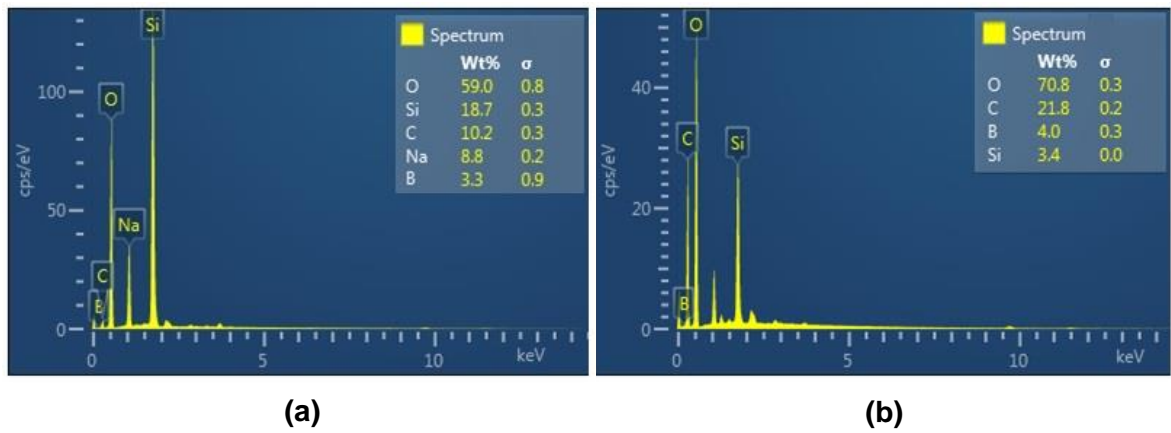 Si
O
Na
C
B
100
50
0
cps/eV
0
5
10
keV
Spectrum
Wt% σ
O 59.0 0.8
Si 18.7 0.3
C 10.2 0.3
Na 8.8 0.2
B 3.3 0.9
(a)
O
C
Si
B
40
20
0
cps/eV
0
5
10
keV
Spectrum
Wt% σ
O 70.8 0.3
C 21.8 0.2
B 4.0 0.3
Si 3.4 0.0
(b)